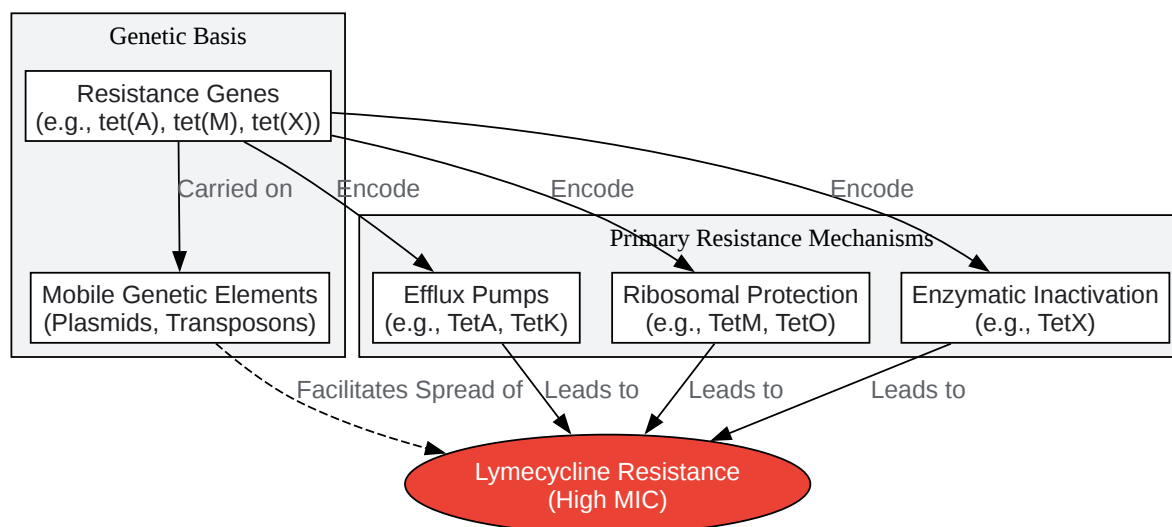 Genetic Basis
Resistance Genes
(e.g., tet(A), tet(M), tet(X))
Carried on
Encode
Encode
Encode
Primary Resistance Mechanisms
Mobile Genetic Elements
(Plasmids, Transposons)
Efflux Pumps
(e.g., TetA, TetK)
Ribosomal Protection
(e.g., TetM, TetO)
Enzymatic Inactivation
(e.g., TetX)
Facilitates Spread of
Leads to
Leads to
Leads to
Lymecycline Resistance
(High MIC)